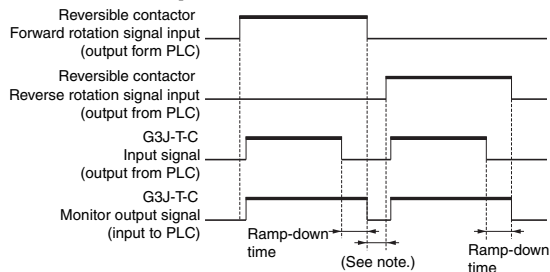 Reversible contactor
Forward rotation signal input
(output form PLC)
Reversible contactor
Reverse rotation signal input
(output from PLC)
G3J-T-C
Input signal
(output from PLC)
G3J-T-C
Monitor output signal
(input to PLC)
Ramp-down
time
(See note.)
Ramp-down
time